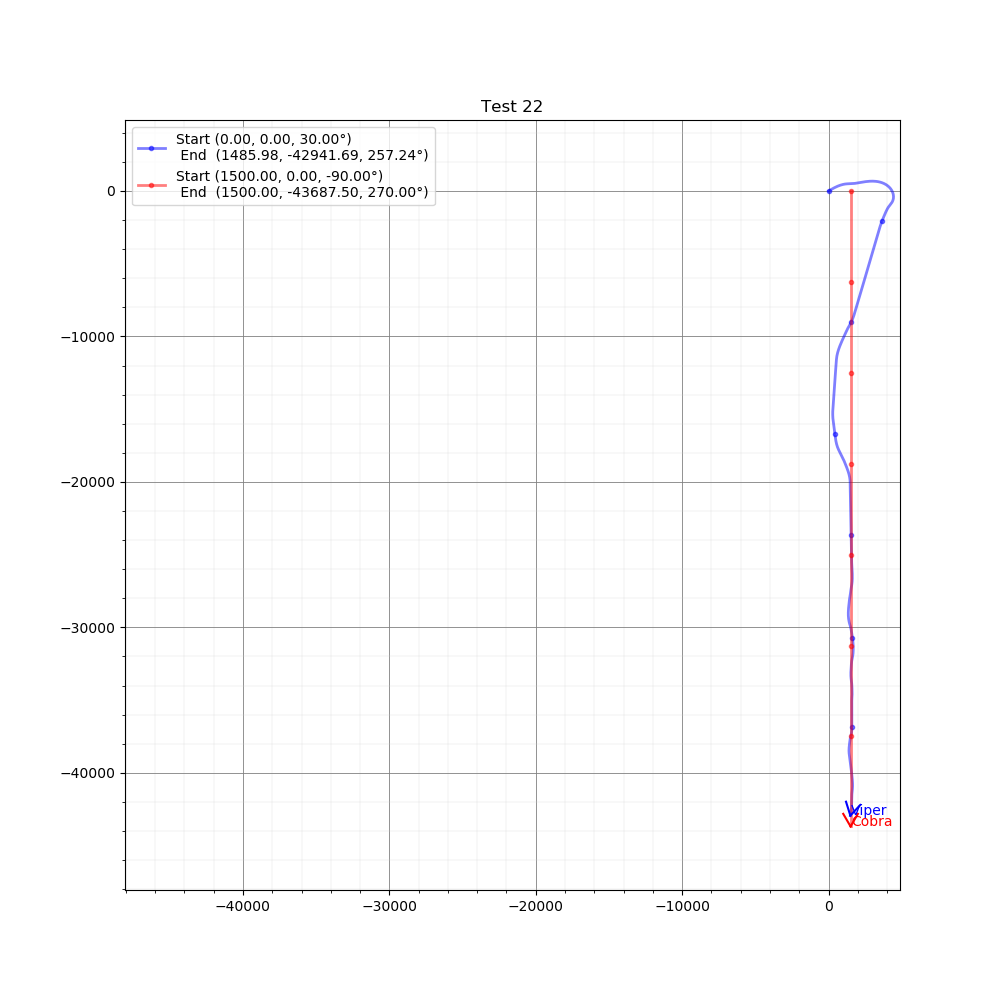 Test 22
Start (0.00, 0.00, 30.00°)
End (1485.98, -42941.69, 257.24°)
Start (1500.00, 0.00, -90.00°)
End (1500.00, -43687.50, 270.00°)
0
−10000
−20000
−30000
−40000
Viper
Cobra
−40000 −30000 −20000 −10000 0